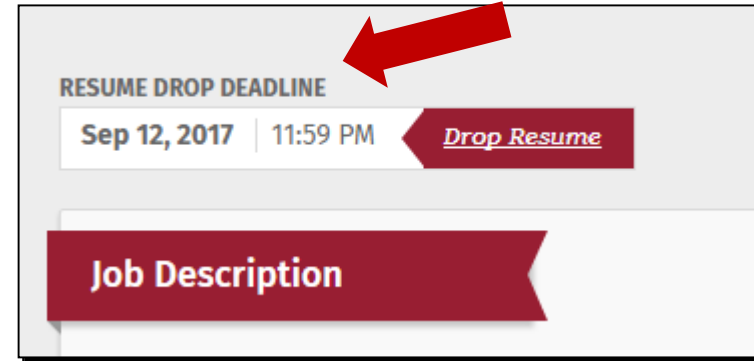 RESUME DROP DEADLINE
Sep 12, 2017 11:59 PM Drop Resume
Job Description